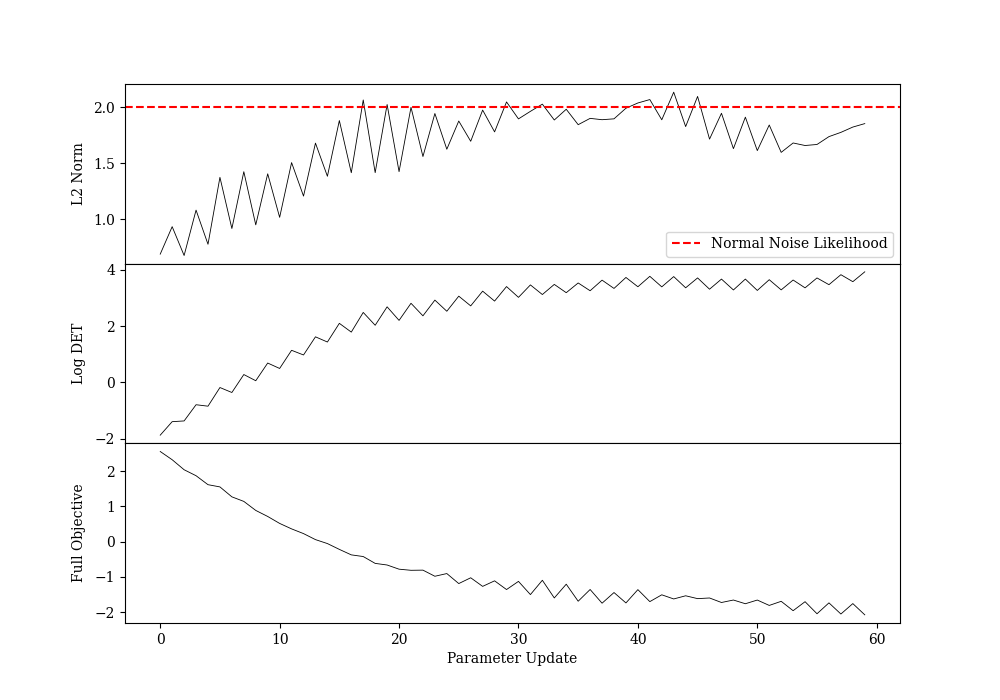 2.0
1.5
1.0
L2 Norm
Normal Noise Likelihood
4
2
0
−2
Log DET
2
1
0
−1
−2
Full Objective
0 10 20 30 40 50 60
Parameter Update